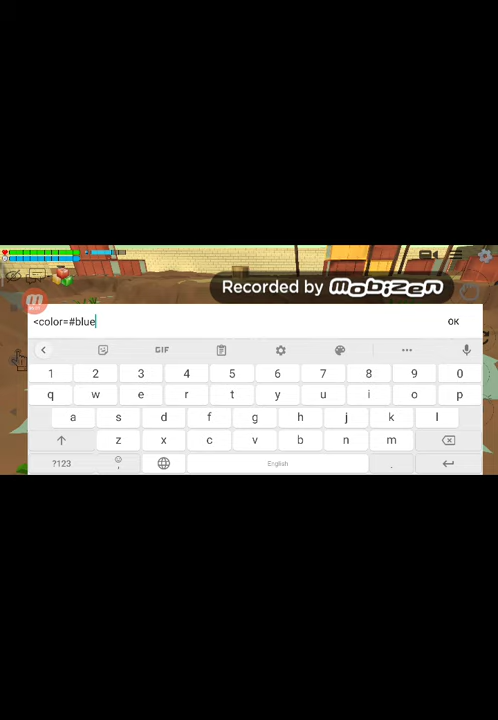 Recorded by mobizen
<color=#blue
OK
GIF
1 2 3 4 5 6 7 8 9 0
q w e r t y u i o p
a s d f g h j k l
z x c v b n m
?123 , English .